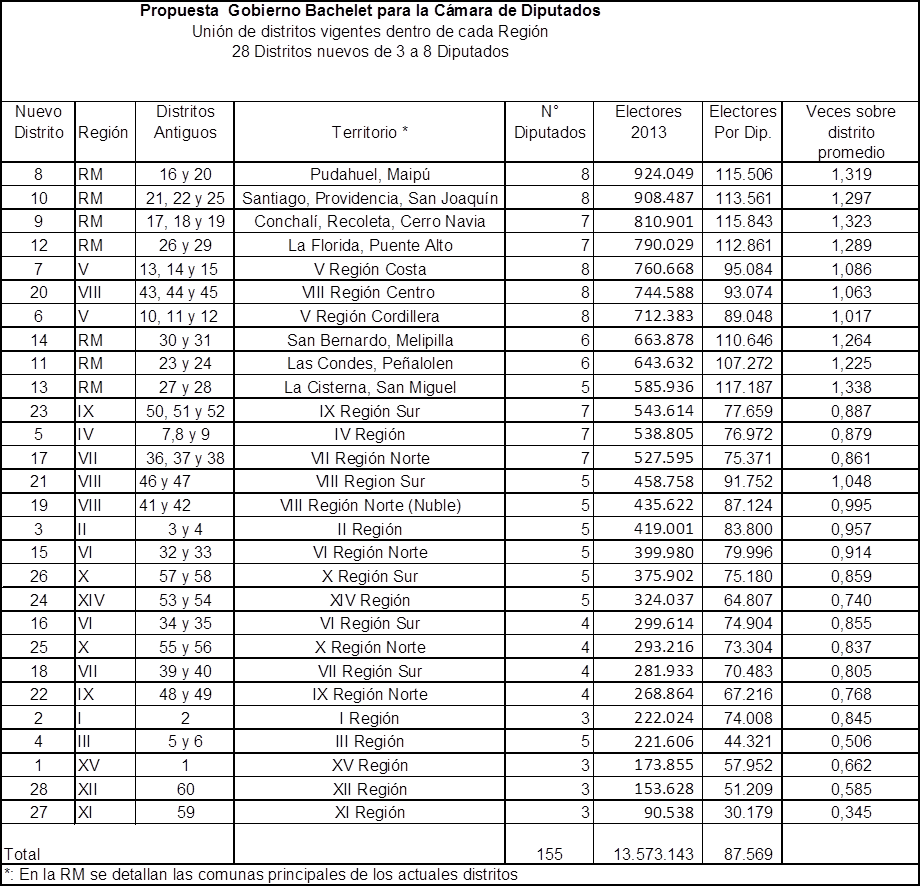 Propuesta Gobierno Bachelet para la Cámara de Diputados
Unión de distritos vigentes dentro de cada Región
28 Distritos nuevos de 3 a 8 Diputados
Nuevo Distrito Región Distritos Antiguos Territorio * N° Diputados Electores 2013 Electores Por Dip. Veces sobre distrito promedio
8 RM 16 y 20 Pudahuel, Maipú 8 924.049 115.506 1,319
10 RM 21, 22 y 25 Santiago, Providencia, San Joaquín 8 908.487 113.561 1,297
9 RM 17, 18 y 19 Conchalí, Recoleta, Cerro Navia 7 810.901 115.843 1,323
12 RM 26 y 29 La Florida, Puente Alto 7 790.029 112.861 1,289
7 V 13, 14 y 15 V Región Costa 8 760.668 95.084 1,086
20 VIII 43, 44 y 45 VIII Región Centro 8 744.588 93.074 1,063
6 V 10, 11 y 12 V Región Cordillera 8 712.383 89.048 1,017
14 RM 30 y 31 San Bernardo, Melipilla 6 663.878 110.646 1,264
11 RM 23 y 24 Las Condes, Peñalolen 6 643.632 107.272 1,225
13 RM 27 y 28 La Cisterna, San Miguel 5 585.936 117.187 1,338
23 IX 50, 51 y 52 IX Región Sur 7 543.614 77.659 0,887
5 IV 7,8 y 9 IV Región 7 538.805 76.972 0,879
17 VII 36, 37 y 38 VII Región Norte 7 527.595 75.371 0,861
21 VIII 46 y 47 VIII Region Sur 5 458.758 91.752 1,048
19 VIII 41 y 42 VIII Región Norte (Nuble) 5 435.622 87.124 0,995
3 II 3 y 4 II Región 5 419.001 83.800 0,957
15 VI 32 y 33 VI Región Norte 5 399.980 79.996 0,914
26 X 57 y 58 X Región Sur 5 375.902 75.180 0,859
24 XIV 53 y 54 XIV Región 5 324.037 64.807 0,740
16 VI 34 y 35 VI Región Sur 4 299.614 74.904 0,855
25 X 55 y 56 X Región Norte 4 293.216 73.304 0,837
18 VII 39 y 40 VII Región Sur 4 281.933 70.483 0,805
22 IX 48 y 49 IX Región Norte 4 268.864 67.216 0,768
2 I 2 I Región 3 222.024 74.008 0,845
4 III 5 y 6 III Región 5 221.606 44.321 0,506
1 XV 1 XV Región 3 173.855 57.952 0,662
28 XII 60 XII Región 3 153.628 51.209 0,585
27 XI 59 XI Región 3 90.538 30.179 0,345
Total 155 13.573.143 87.569
*: En la RM se detallan las comunas principales de los actuales distritos